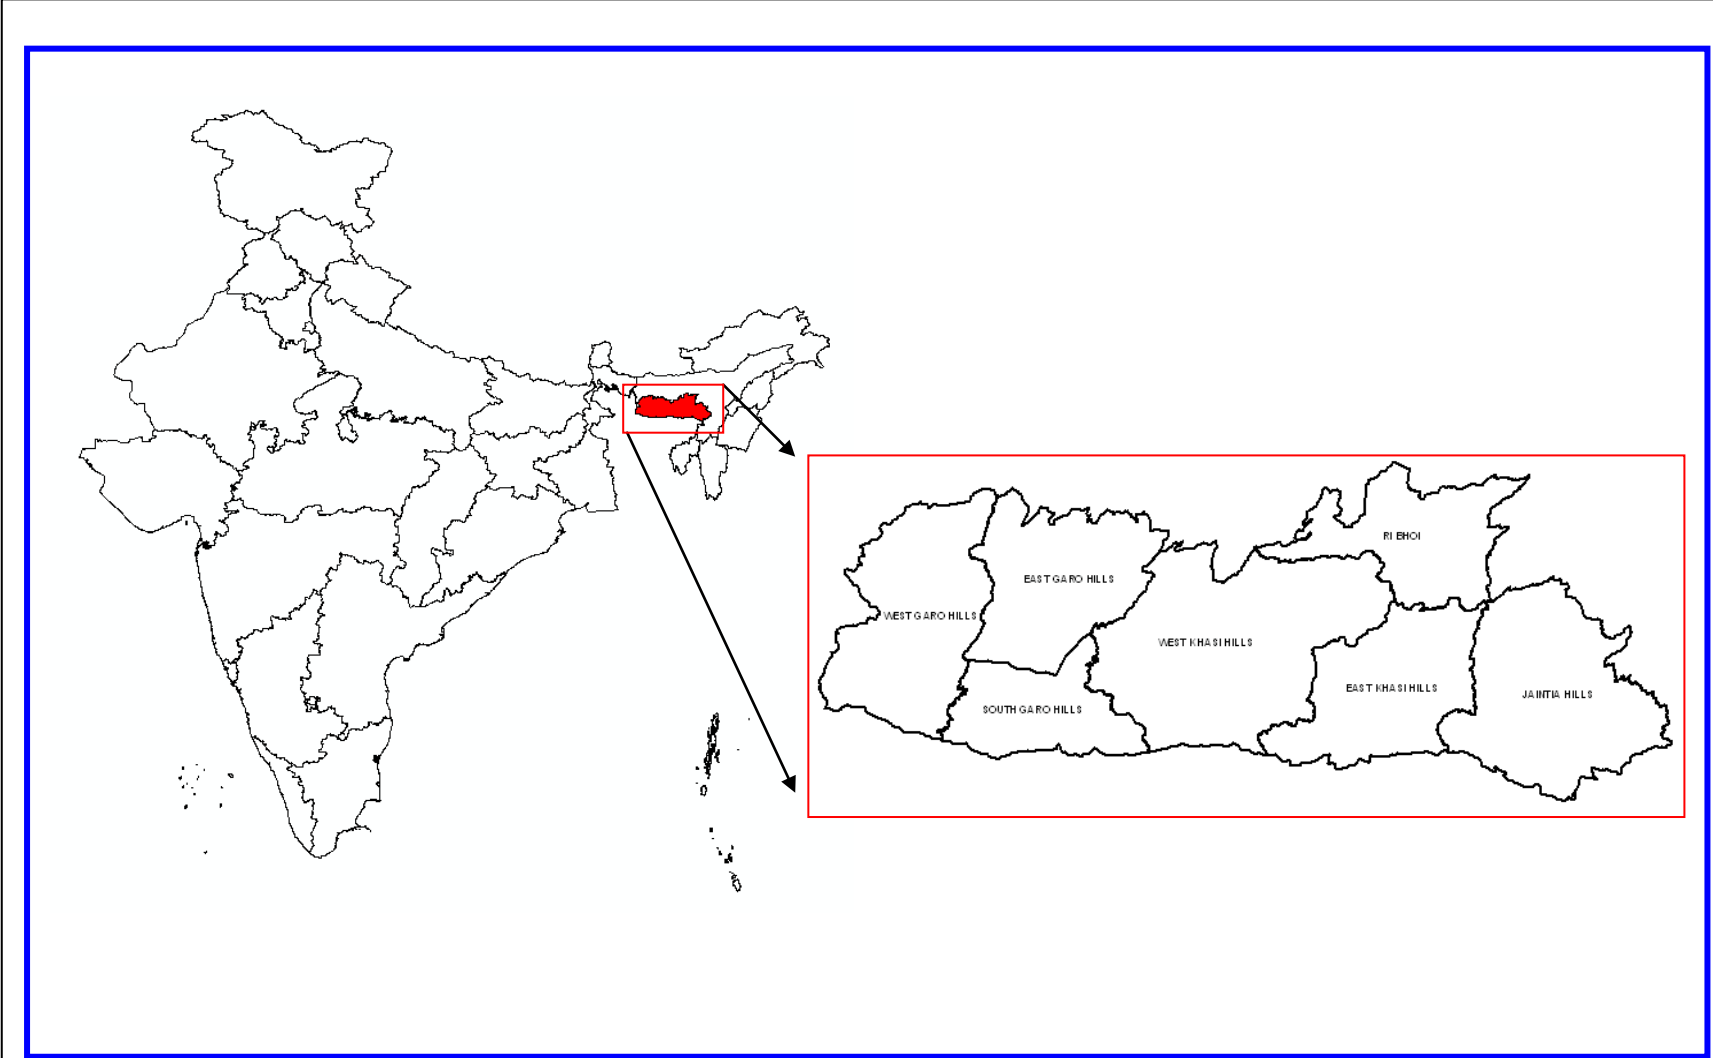 RI BHOI
EAST GARO HILLS
WEST GARO HILLS
WEST KHASI HILLS
EAST KHASI HILLS
JAINTIA HILLS
SOUTH GARO HILLS